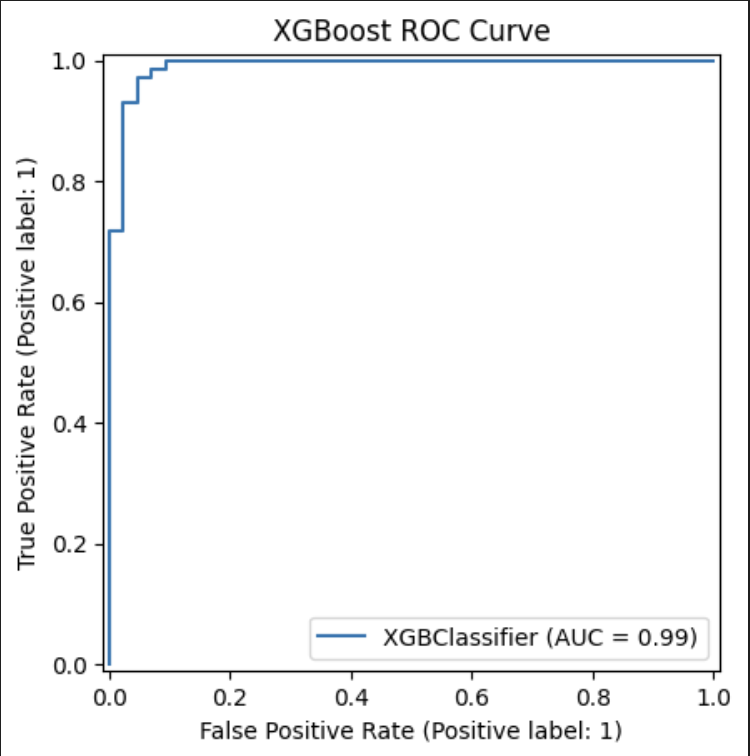 XGBoost ROC Curve
True Positive Rate (Positive label: 1)
1.0
0.8
0.6
0.4
0.2
0.0
XGBClassifier (AUC = 0.99)
0.0 0.2 0.4 0.6 0.8 1.0
False Positive Rate (Positive label: 1)